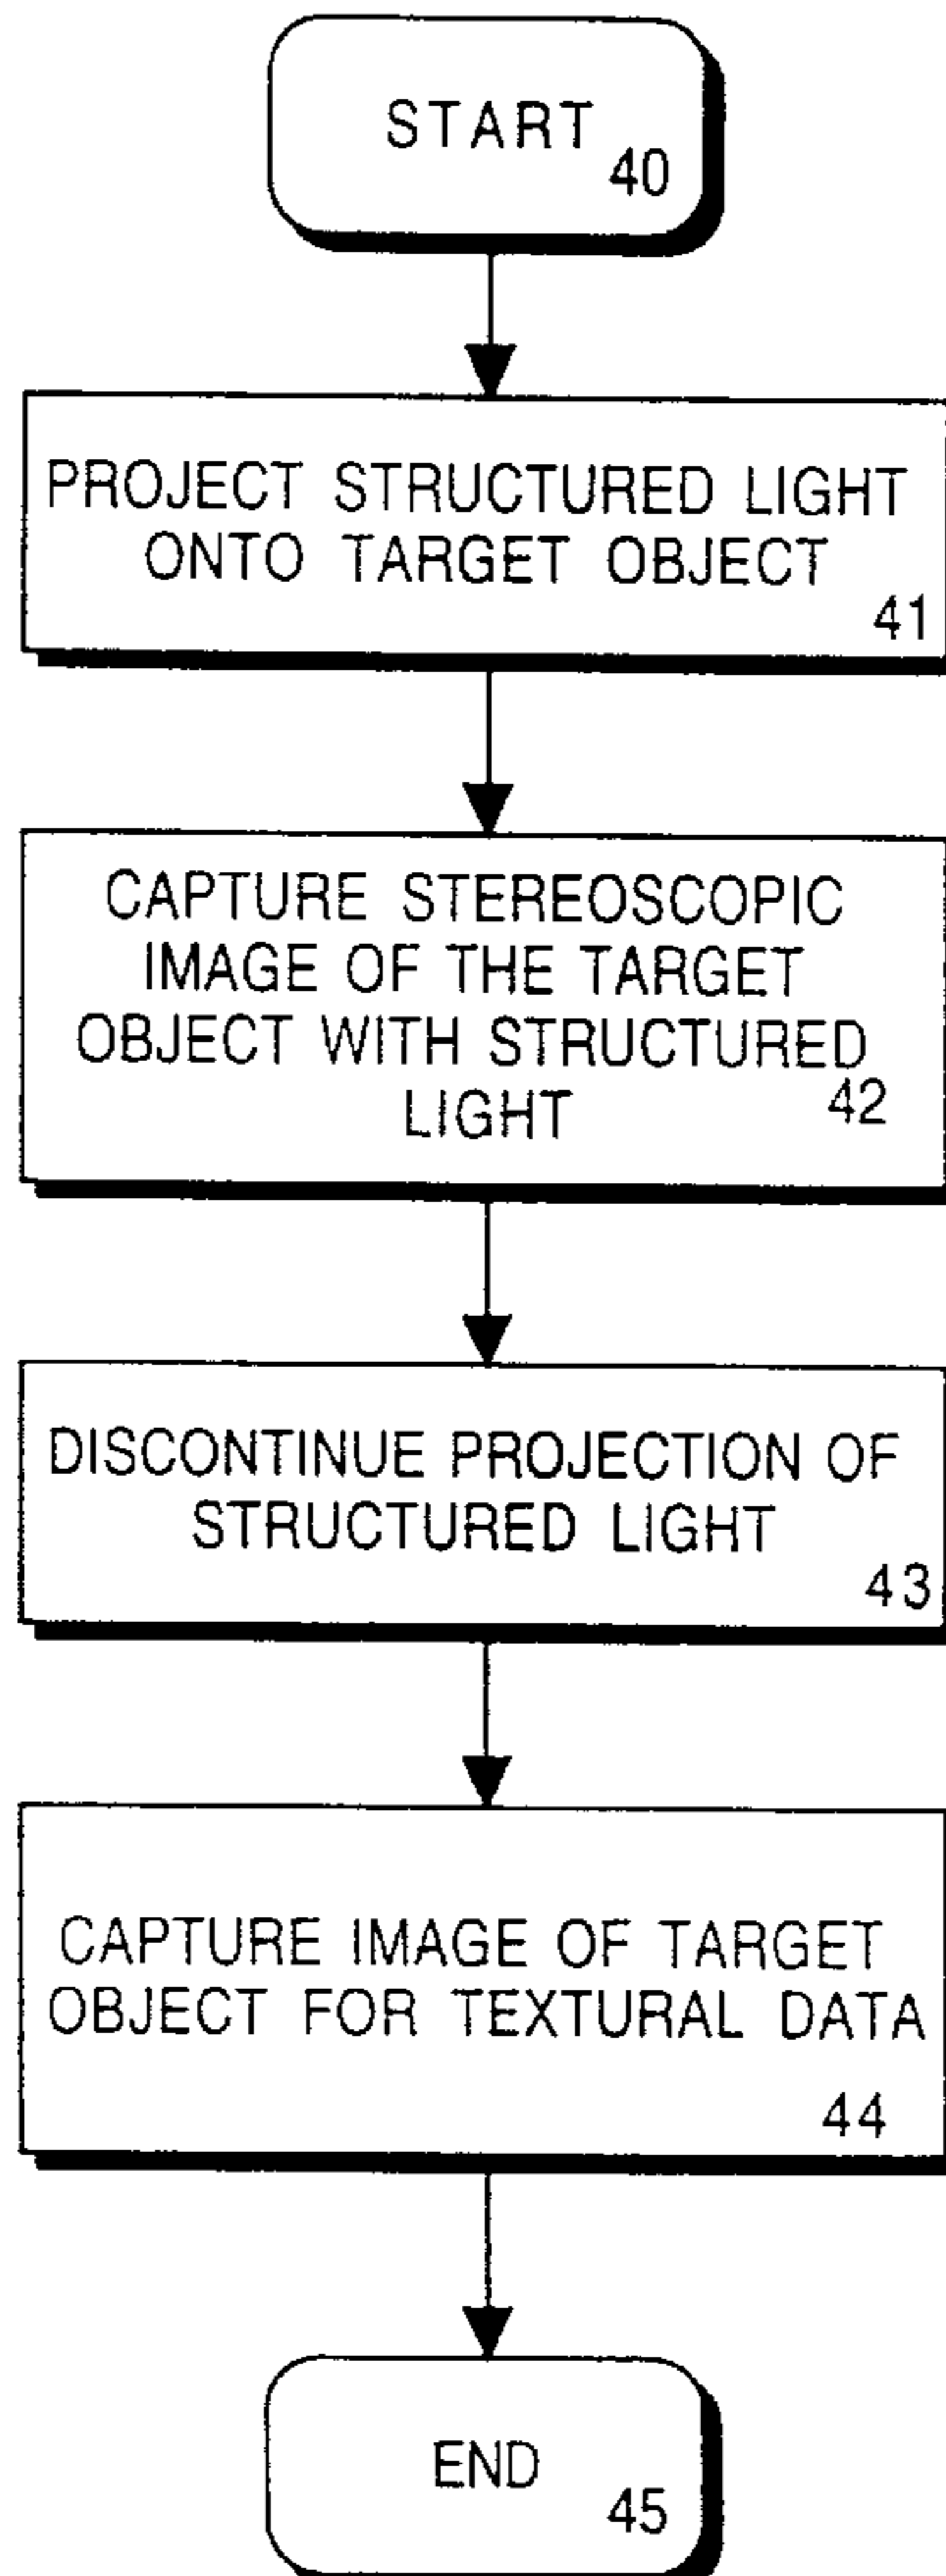 START
40
PROJECT STRUCTURED LIGHT
ONTO TARGET OBJECT
41
CAPTURE STEREOSCOPIC
IMAGE OF THE TARGET
OBJECT WITH STRUCTURED
LIGHT
42
DISCONTINUE PROJECTION OF
STRUCTURED LIGHT
43
CAPTURE IMAGE OF TARGET
OBJECT FOR TEXTURAL DATA
44
END
45